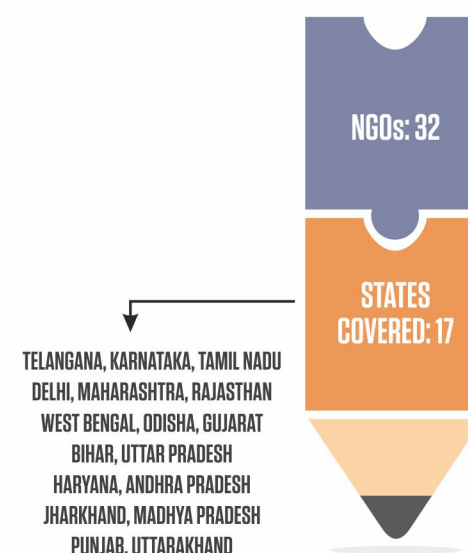 NGOs: 32
STATES
COVERED: 17
TELANGANA, KARNATAKA, TAMIL NADU
DELHI, MAHARASHTRA, RAJASTHAN
WEST BENGAL, ODISHA, GUJARAT
BIHAR, UTTAR PRADESH
HARYANA, ANDHRA PRADESH
JHARKHAND, MADHYA PRADESH
PUNJAB, UTTARAKHAND